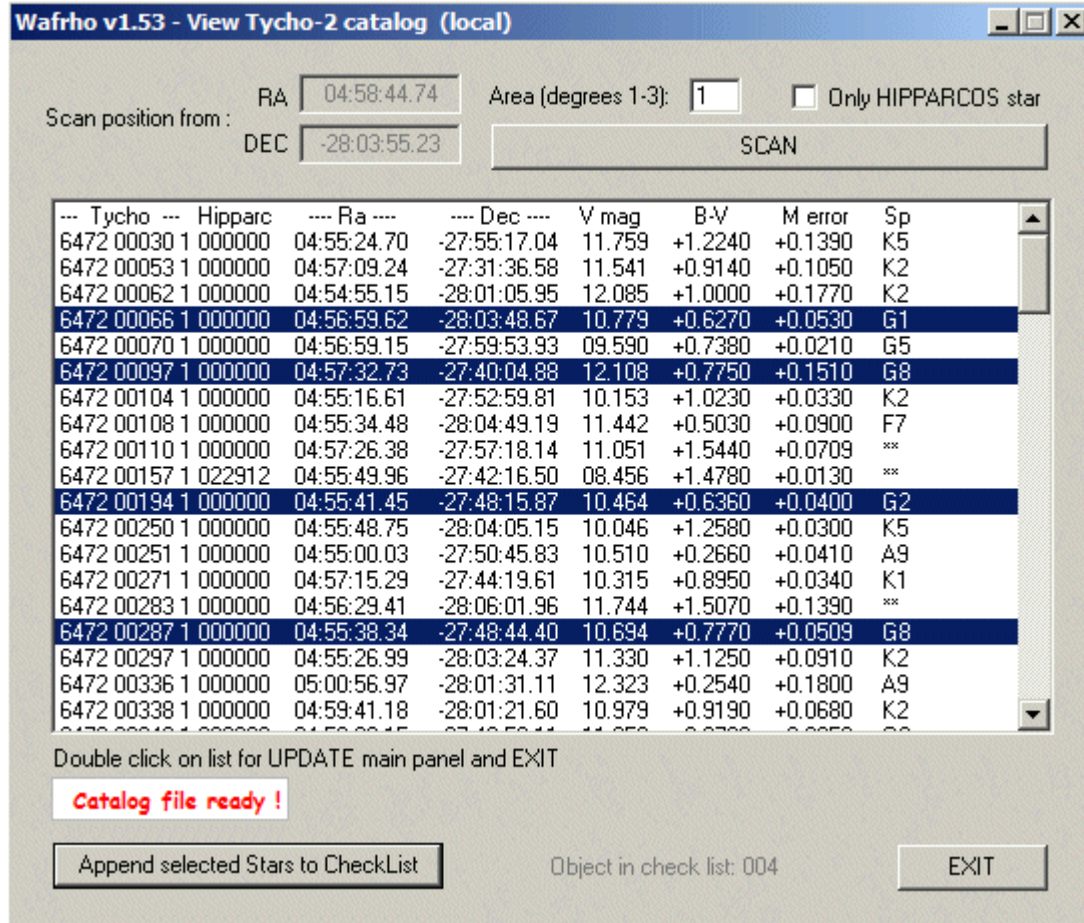 Wafrho v1.53 - View Tycho-2 catalog (local)
Scan position from :
RA 04:58:44.74
DEC -28:03:55.23
Area (degrees 1-3): 1
Only HIPPARCOS star
SCAN
--- Tycho --- Hipparc ---- Ra ---- ---- Dec ---- V mag B-V M error Sp
6472 00030 1 000000 04:55:24.70 -27:55:17.04 11.759 +1.2240 +0.1390 K5
6472 00053 1 000000 04:57:09.24 -27:31:36.58 11.541 +0.9140 +0.1050 K2
6472 00062 1 000000 04:54:55.15 -28:01:05.95 12.085 +1.0000 +0.1770 K2
6472 00066 1 000000 04:56:59.62 -28:03:48.67 10.779 +0.6270 +0.0530 G1
6472 00070 1 000000 04:56:59.15 -27:59:53.93 09.590 +0.7380 +0.0210 G5
6472 00097 1 000000 04:57:32.73 -27:40:04.88 12.108 +0.7750 +0.1510 G8
6472 00104 1 000000 04:55:16.61 -27:52:59.81 10.153 +1.0230 +0.0330 K2
6472 00108 1 000000 04:55:34.48 -28:04:49.19 11.442 +0.5030 +0.0900 F7
6472 00110 1 000000 04:57:26.38 -27:57:18.14 11.051 +1.5440 +0.0709 **
6472 00157 1 022912 04:55:49.96 -27:42:16.50 08.456 +1.4780 +0.0130 **
6472 00194 1 000000 04:55:41.45 -27:48:15.87 10.464 +0.6360 +0.0400 G2
6472 00250 1 000000 04:55:48.75 -28:04:05.15 10.046 +1.2580 +0.0300 K5
6472 00251 1 000000 04:55:00.03 -27:50:45.83 10.510 +0.2660 +0.0410 A9
6472 00271 1 000000 04:57:15.29 -27:44:19.61 10.315 +0.8950 +0.0340 K1
6472 00283 1 000000 04:56:29.41 -28:06:01.96 11.744 +1.5070 +0.1390 **
6472 00287 1 000000 04:55:38.34 -27:48:44.40 10.694 +0.7770 +0.0509 G8
6472 00297 1 000000 04:55:26.99 -28:03:24.37 11.330 +1.1250 +0.0910 K2
6472 00336 1 000000 05:00:56.97 -28:01:31.11 12.323 +0.2540 +0.1800 A9
6472 00338 1 000000 04:59:41.18 -28:01:21.60 10.979 +0.9190 +0.0680 K2
Double click on list for UPDATE main panel and EXIT
Catalog file ready !
Append selected Stars to CheckList
Object in check list: 004
EXIT